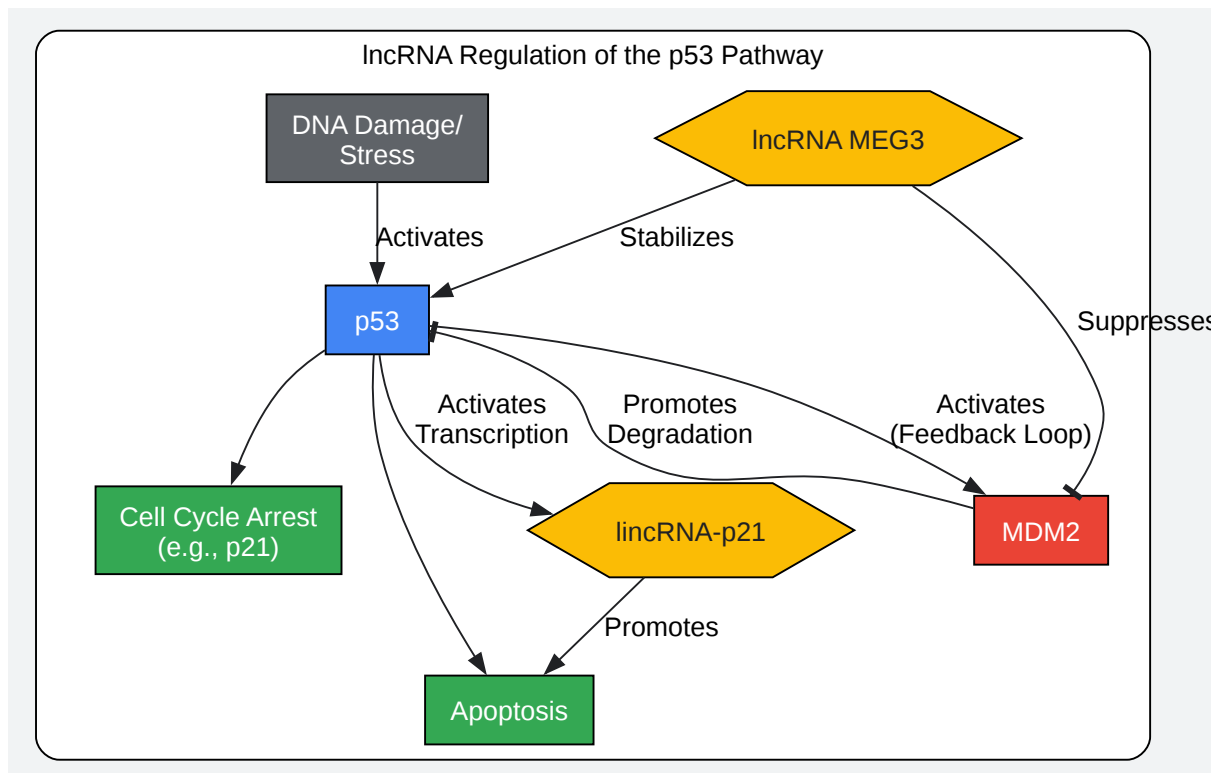 lncRNA Regulation of the p53 Pathway
DNA Damage/
Stress
lncRNA MEG3
Activates
Stabilizes
p53
Suppresses
Activates
Transcription
Promotes
Degradation
Activates
(Feedback Loop)
Cell Cycle Arrest
(e.g., p21)
lincRNA-p21
MDM2
Promotes
Apoptosis